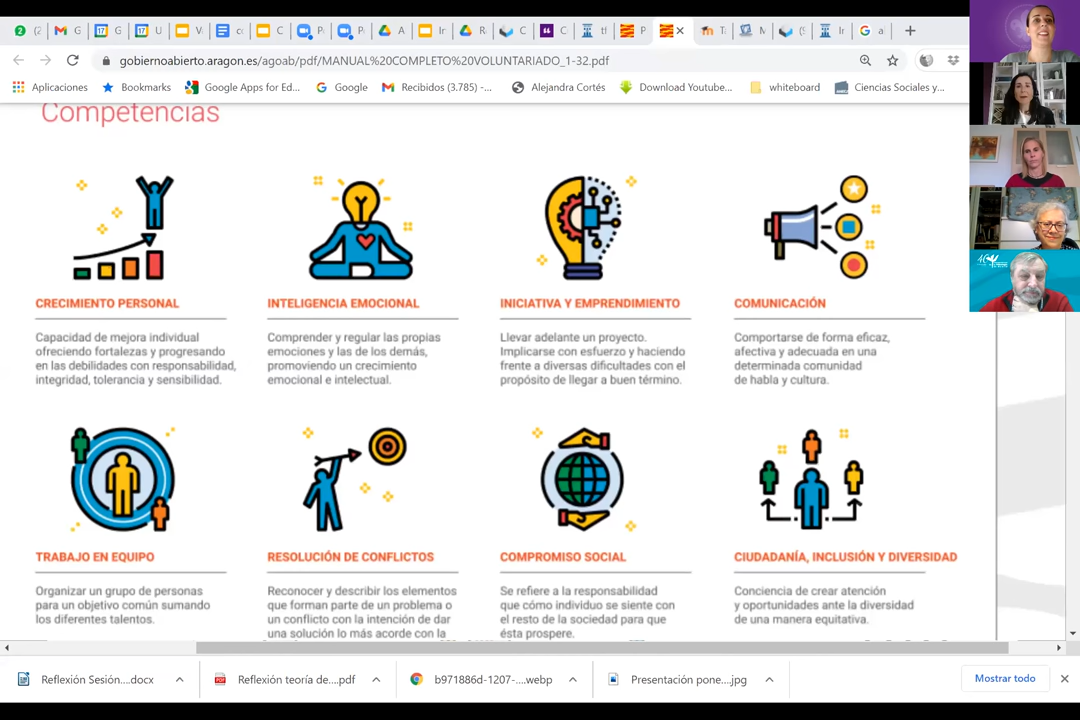 2
(2
G
17
G
17
U
V
c
C
P
P
A
Ir
R
C
C
tl
P
T
M
(
Ir
a
gobiernoabierto.aragon.es/agoab/pdf/MANUAL%20COMPLETO%20VOLUNTARIADO_1-32.pdf
Aplicaciones
Bookmarks
Google Apps for Ed...
Google
Recibidos (3.785) -...
Alejandra Cortés
Download Youtube...
whiteboard
Ciencias Sociales y...
Competencias
CRECIMIENTO PERSONAL
Capacidad de mejora individual
ofreciendo fortalezas y progresando
en las debilidades con responsabilidad,
integridad, tolerancia y sensibilidad.
INTELIGENCIA EMOCIONAL
Comprender y regular las propias
emociones y las de los demás,
promoviendo un crecimiento
emocional e intelectual.
INICIATIVA Y EMPRENDIMIENTO
Llevar adelante un proyecto.
Implicarse con esfuerzo y haciendo
frente a diversas dificultades con el
propósito de llegar a buen término.
COMUNICACIÓN
Comportarse de forma eficaz,
afectiva y adecuada en una
determinada comunidad
de habla y cultura.
TRABAJO EN EQUIPO
Organizar un grupo de personas
para un objetivo común sumando
los diferentes talentos.
RESOLUCIÓN DE CONFLICTOS
Reconocer y describir los elementos
que forman parte de un problema o
un conflicto con la intención de dar
una solución lo más acorde con la
COMPROMISO SOCIAL
Se refiere a la responsabilidad
que cómo individuo se siente con
el resto de la sociedad para que
ésta prospere.
CIUDADANÍA, INCLUSIÓN Y DIVERSIDAD
Conciencia de crear atención
y oportunidades ante la diversidad
de una manera equitativa.
Reflexión Sesión....docx
Reflexión teoría de....pdf
b971886d-1207-....webp
Presentación pone....jpg
Mostrar todo